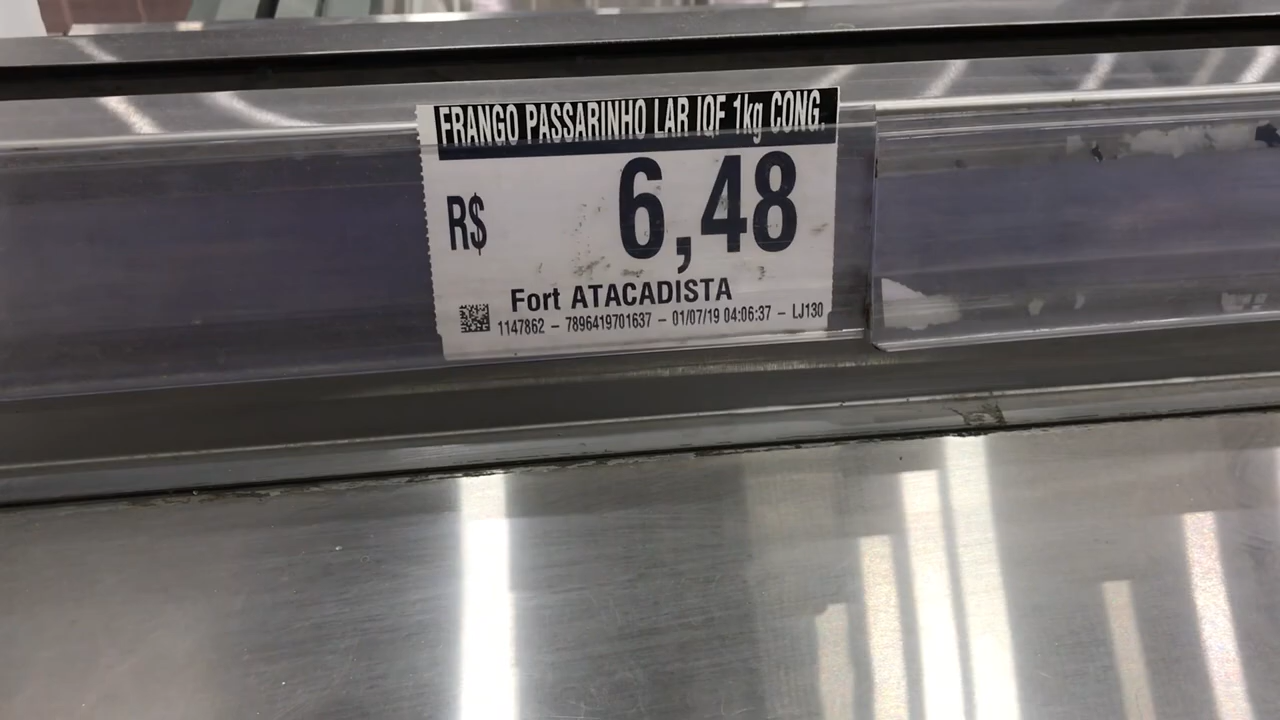 FRANGO PASSARINHO LAR IQF 1kg CONG.
R$ 6,48
Fort ATACADISTA
1147862 – 7896419701637 – 01/07/19 04:06:37 – LJ130